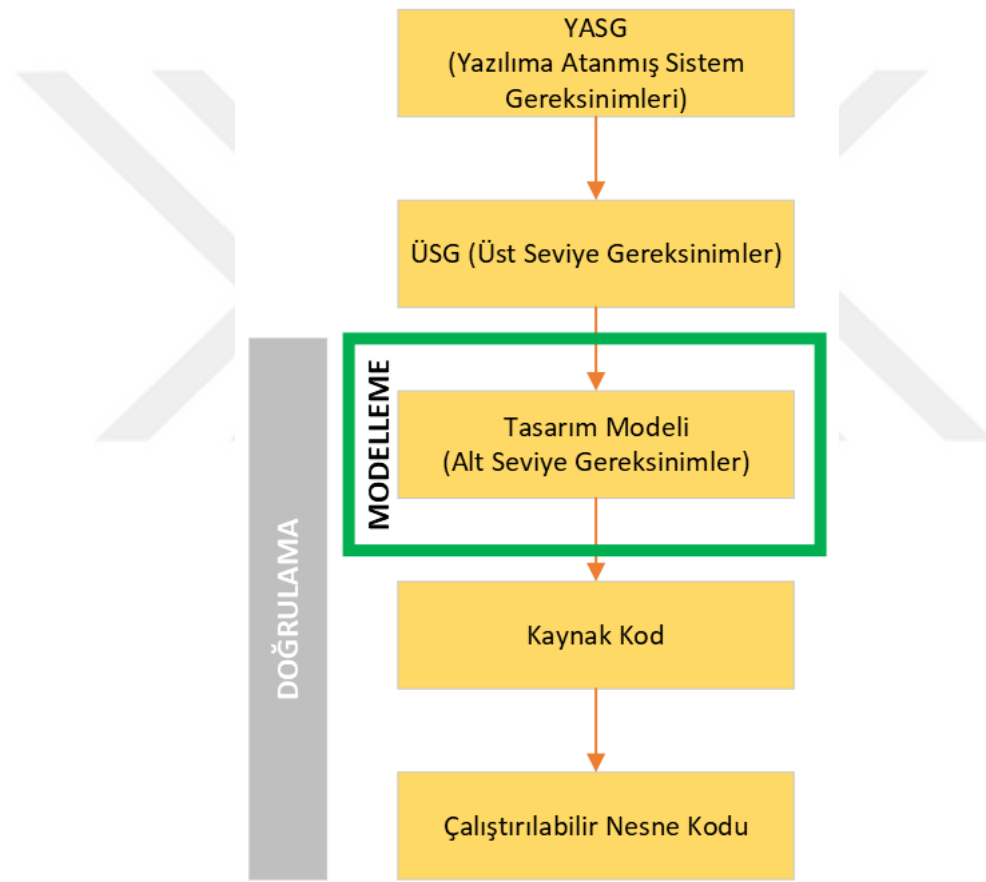 YASG
(Yazılıma Atanmış Sistem
Gereksinimleri)
ÜSG (Üst Seviye Gereksinimler)
MODELLEME
Tasarım Modeli
(Alt Seviye Gereksinimler)
DOĞRULAMA
Kaynak Kod
Çalıştırılabilir Nesne Kodu